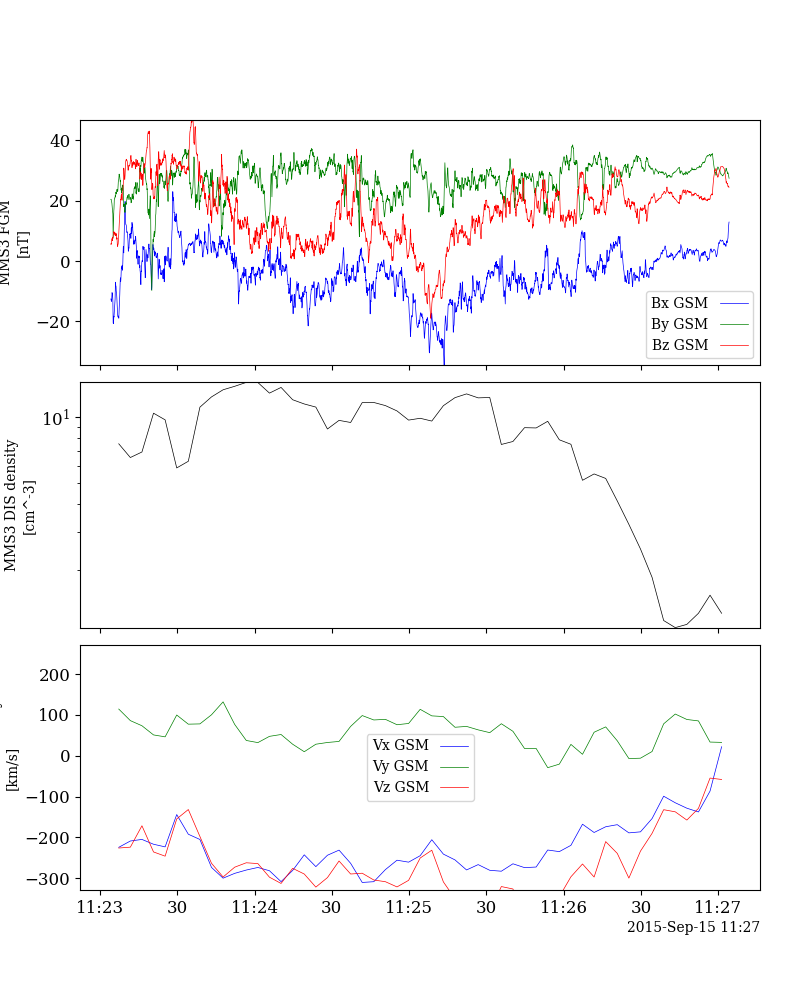 40
20
0
−20
MMS3 FGM
[nT]
Bx GSM
By GSM
Bz GSM
10^1
MMS3 DIS density
[cm^-3]
200
100
0
−100
−200
−300
[km/s]
Vx GSM
Vy GSM
Vz GSM
11:23 30 11:24 30 11:25 30 11:26 30 11:27
2015-Sep-15 11:27